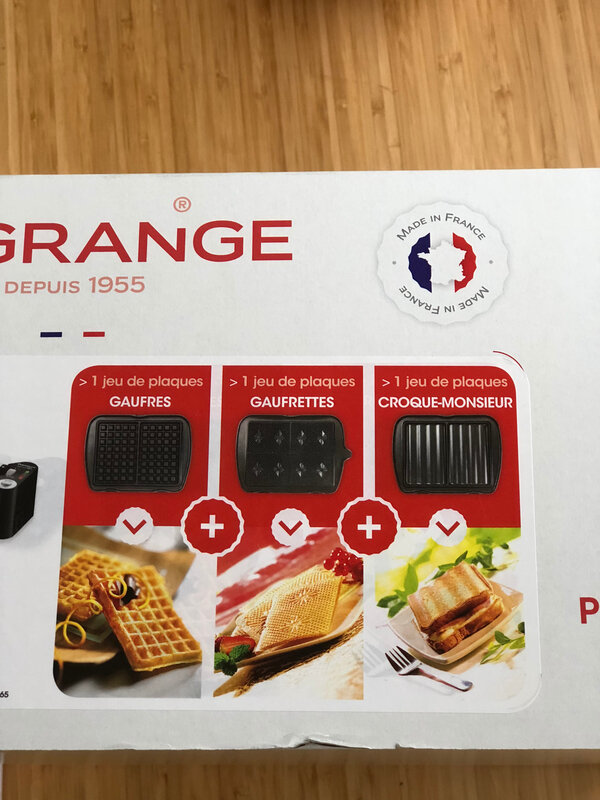 ®
GRANGE
DEPUIS 1955
MADE IN FRANCE
MADE IN FRANCE
> 1 jeu de plaques
GAUFRES
> 1 jeu de plaques
GAUFRETTES
> 1 jeu de plaques
CROQUE-MONSIEUR
+
+
P
65